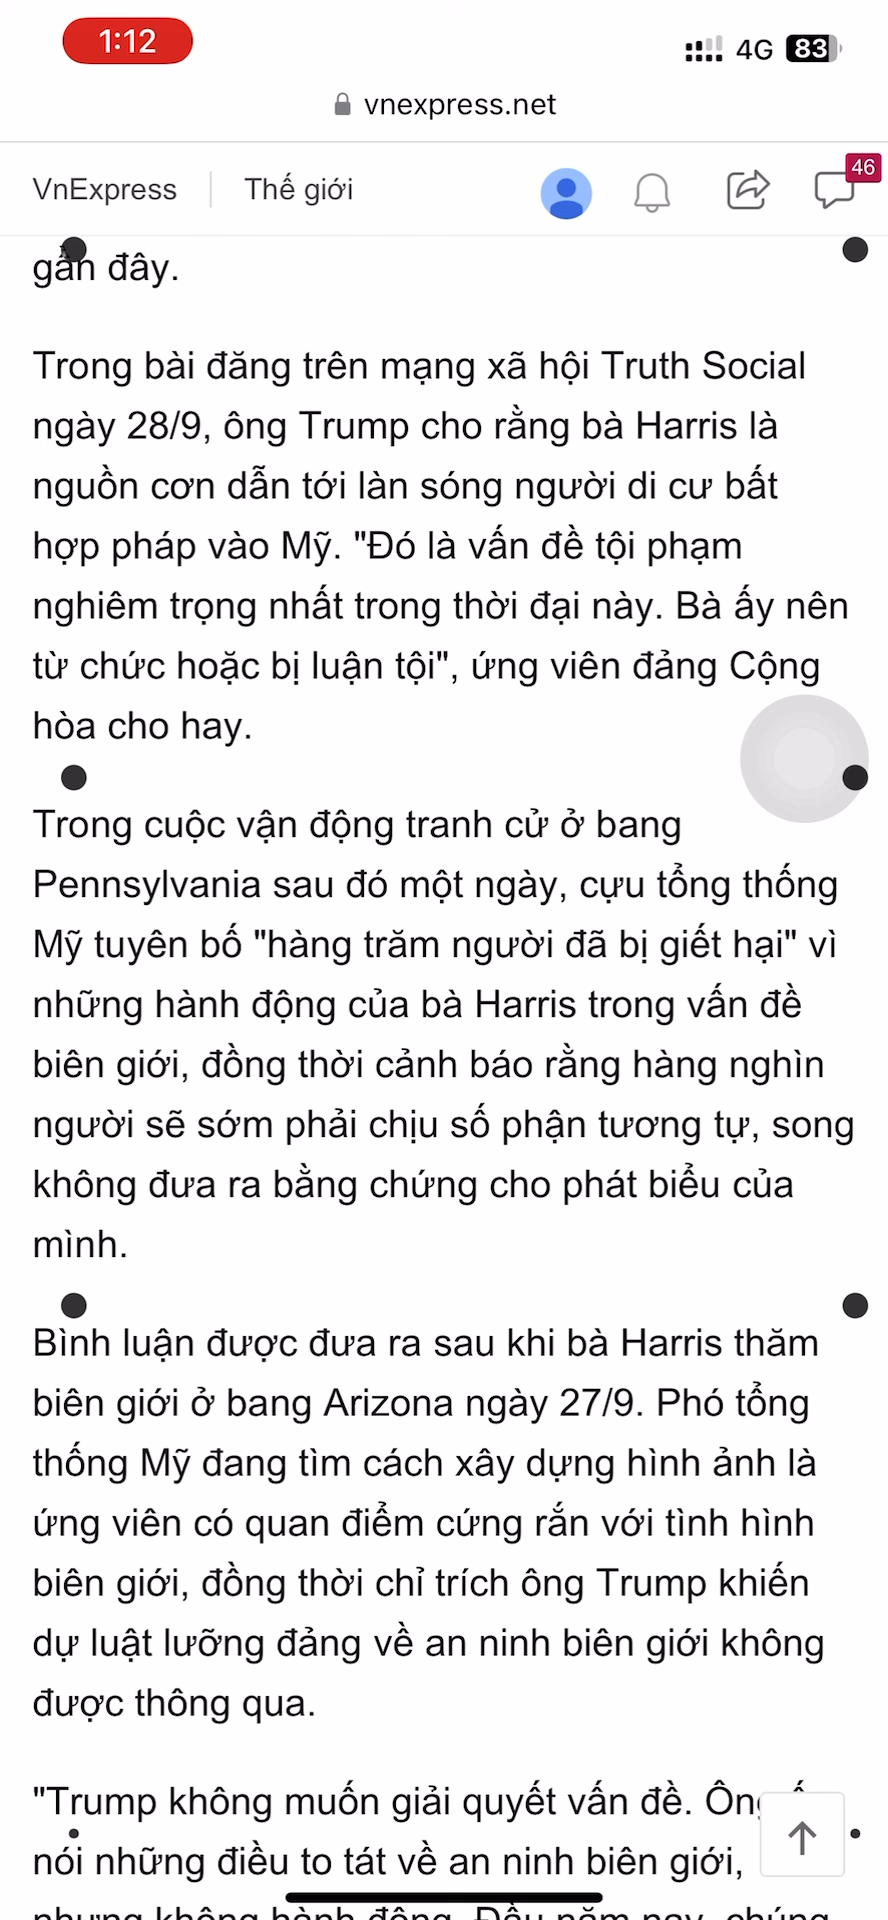 1:12
4G 83
vnexpress.net
VnExpress Thế giới 46
gần đây.
Trong bài đăng trên mạng xã hội Truth Social
ngày 28/9, ông Trump cho rằng bà Harris là
nguồn cơn dẫn tới làn sóng người di cư bất
hợp pháp vào Mỹ. "Đó là vấn đề tội phạm
nghiêm trọng nhất trong thời đại này. Bà ấy nên
từ chức hoặc bị luận tội", ứng viên đảng Cộng
hòa cho hay.
Trong cuộc vận động tranh cử ở bang
Pennsylvania sau đó một ngày, cựu tổng thống
Mỹ tuyên bố "hàng trăm người đã bị giết hại" vì
những hành động của bà Harris trong vấn đề
biên giới, đồng thời cảnh báo rằng hàng nghìn
người sẽ sớm phải chịu số phận tương tự, song
không đưa ra bằng chứng cho phát biểu của
mình.
Bình luận được đưa ra sau khi bà Harris thăm
biên giới ở bang Arizona ngày 27/9. Phó tổng
thống Mỹ đang tìm cách xây dựng hình ảnh là
ứng viên có quan điểm cứng rắn với tình hình
biên giới, đồng thời chỉ trích ông Trump khiến
dự luật lưỡng đảng về an ninh biên giới không
được thông qua.
"Trump không muốn giải quyết vấn đề. Ông
nói những điều to tát về an ninh biên giới,
nhưng không hành động. Đầu năm nay, chúng